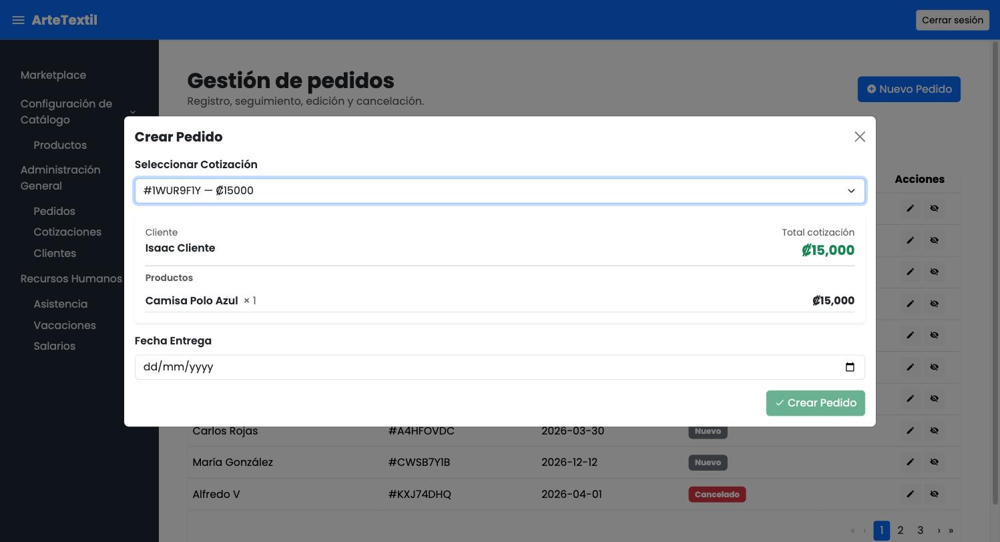 ArteTextil
Cerrar sesión
Marketplace
Configuración de
Catálogo
Productos
Administración
General
Pedidos
Cotizaciones
Clientes
Recursos Humanos
Asistencia
Vacaciones
Salarios
Gestión de pedidos
Registro, seguimiento, edición y cancelación.
Nuevo Pedido
Acciones
Crear Pedido
Seleccionar Cotización
#1WUR9F1Y — ₡15000
Cliente
Total cotización
Isaac Cliente
₡15,000
Productos
Camisa Polo Azul × 1
₡15,000
Fecha Entrega
dd/mm/yyyy
Crear Pedido
Carlos Rojas #A4HFOVDC 2026-03-30 Nuevo
María González #CWSB7Y1B 2026-12-12 Nuevo
Alfredo V #KXJ74DHQ 2026-04-01 Cancelado
« ‹ 1 2 3 › »